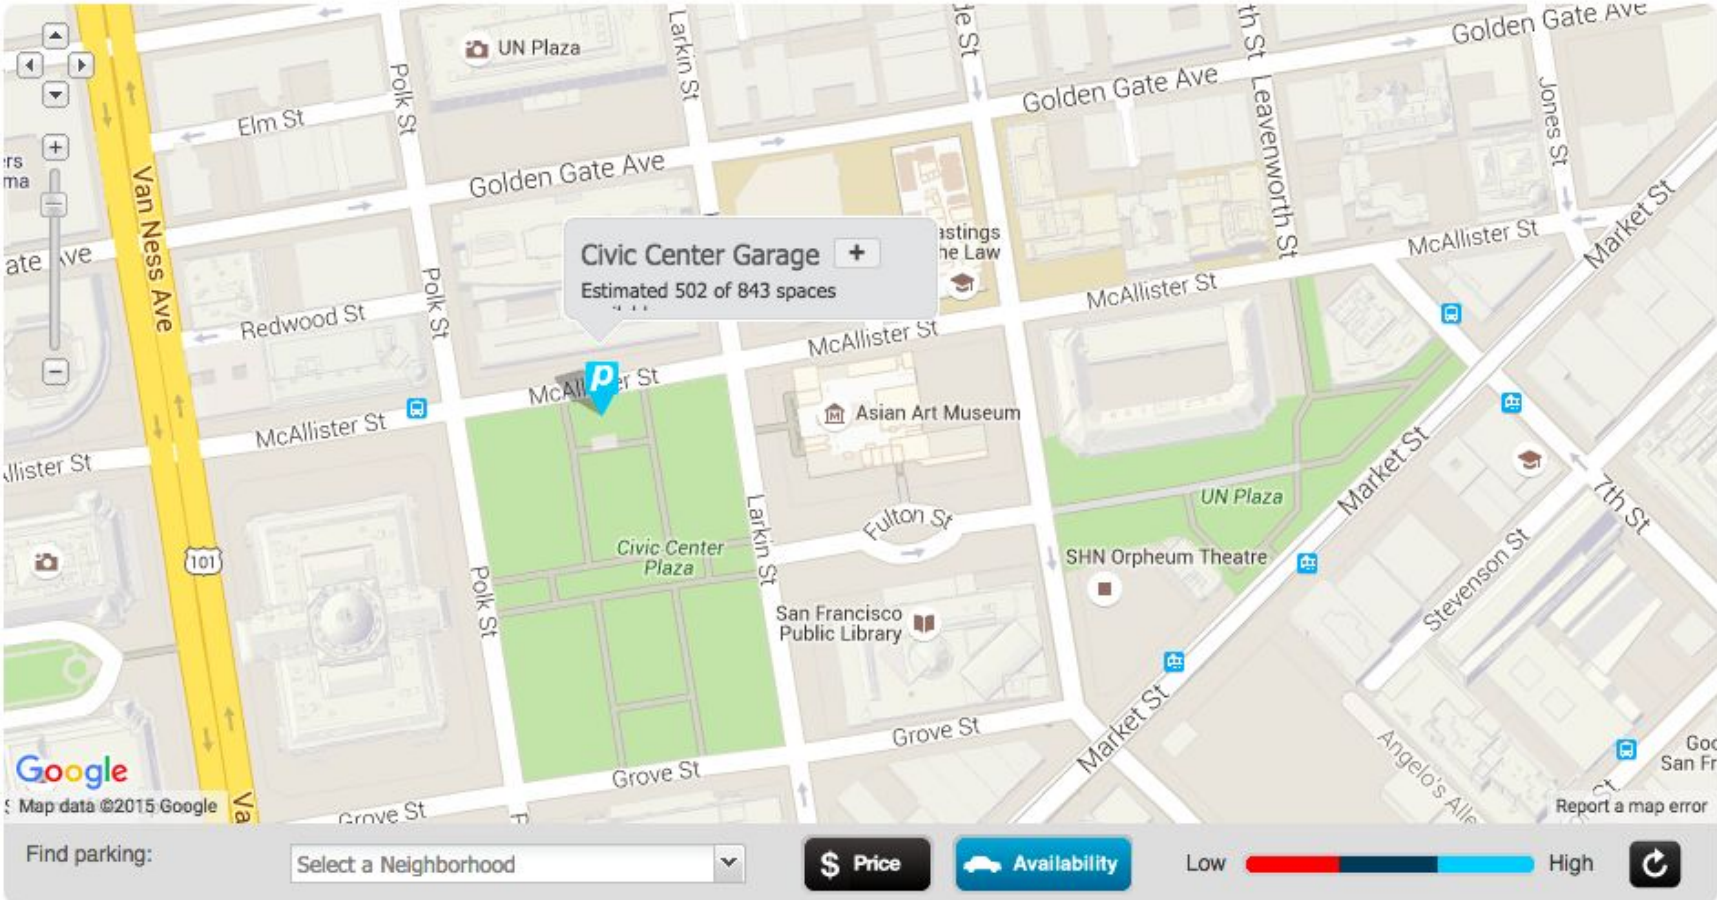 UN Plaza
Larkin St
Golden Gate Ave
Polk St
Golden Gate Ave
Elm St
Jones St
Leavenworth St
Golden Gate Ave
Van Ness Ave
Market St
McAllister St
Civic Center Garage +
Estimated 502 of 843 spaces
he Law
McAllister St
Polk St
Redwood St
McAllister St
McAllister St
Asian Art Museum
McAllister St
Market St
UN Plaza
7th St
Larkin St
Fulton St
Civic Center
Plaza
101
SHN Orpheum Theatre
Stevenson St
Polk St
San Francisco
Public Library
Market St
Grove St
Grove St
Google
Map data ©2015 Google
Grove St
Report a map error
Find parking:
Select a Neighborhood
$ Price
Availability
Low
High